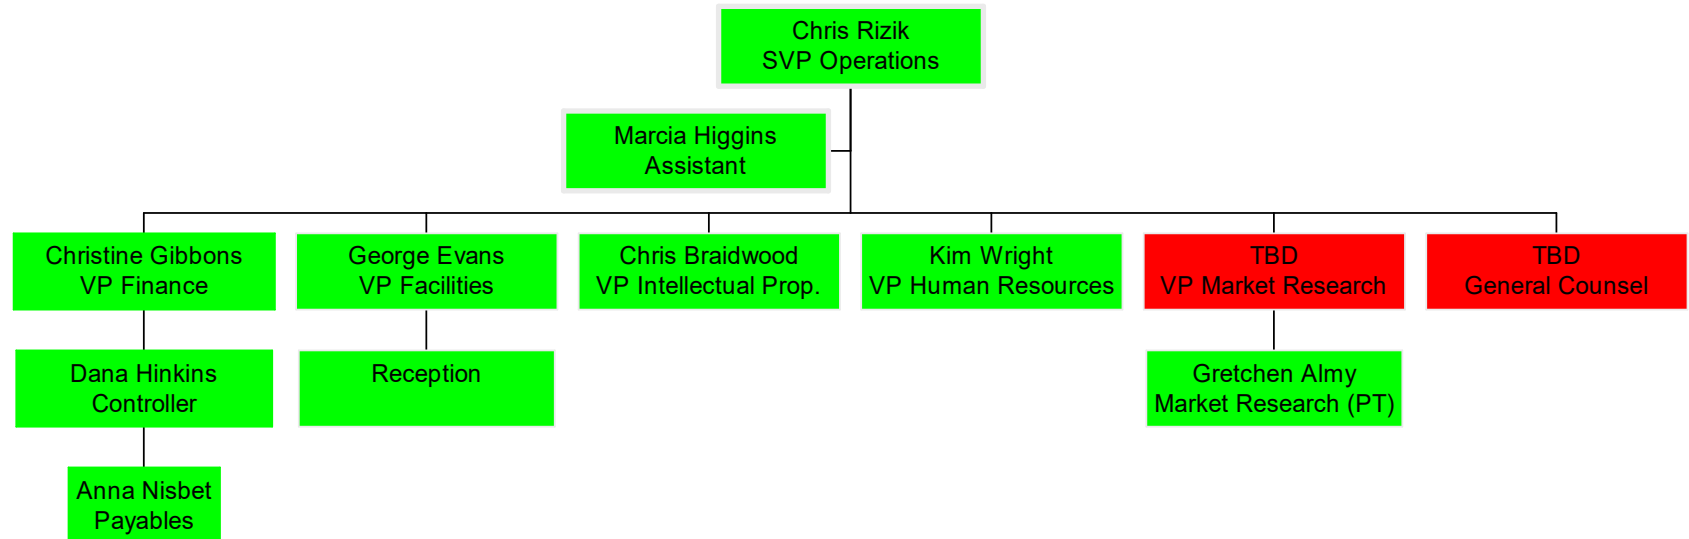 Chris Rizik
SVP Operations
Marcia Higgins
Assistant
Christine Gibbons
VP Finance
George Evans
VP Facilities
Chris Braidwood
VP Intellectual Prop.
Kim Wright
VP Human Resources
TBD
VP Market Research
TBD
General Counsel
Dana Hinkins
Controller
Reception
Gretchen Almy
Market Research (PT)
Anna Nisbet
Payables